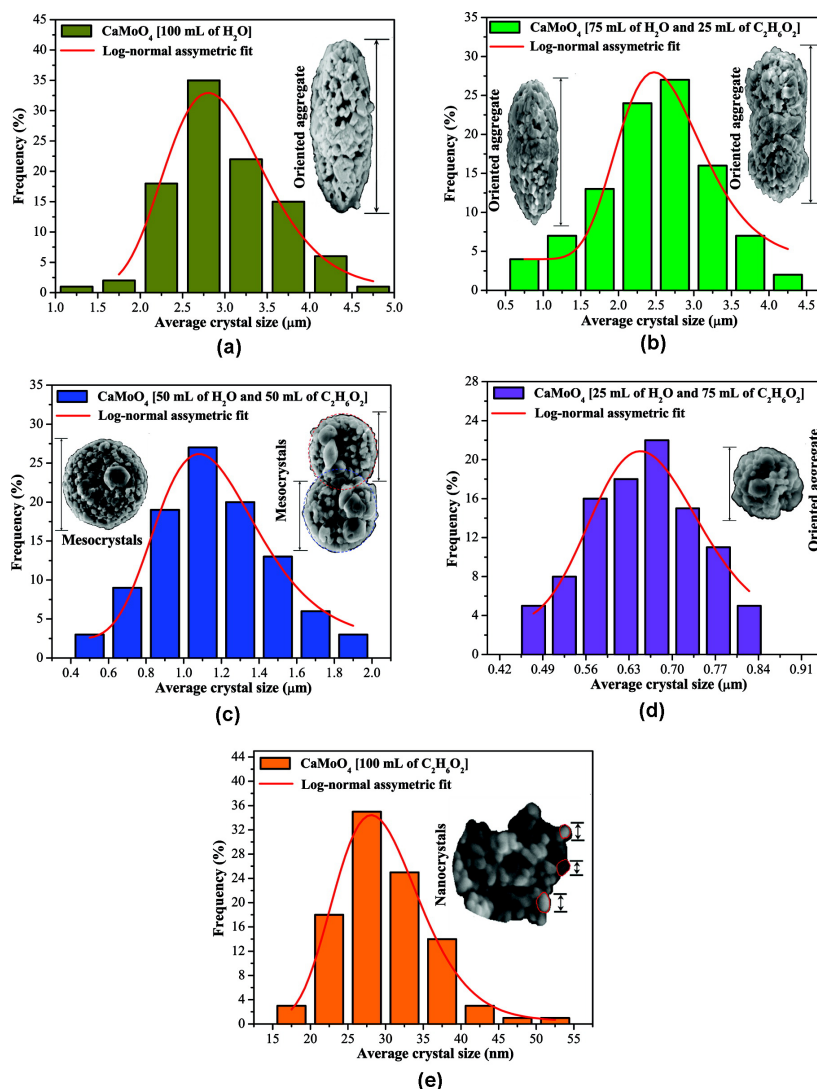 CaMoO₄ [100 mL of H₂O]
Log-normal assymetric fit
Oriented aggregate
Frequency (%)
45
40
35
30
25
20
15
10
5
0
1.0 1.5 2.0 2.5 3.0 3.5 4.0 4.5 5.0
Average crystal size (μm)
(a)
CaMoO₄ [75 mL of H₂O and 25 mL of C₂H₆O₂]
Log-normal assymetric fit
Oriented aggregate
Oriented aggregate
Frequency (%)
35
30
25
20
15
10
5
0
0.5 1.0 1.5 2.0 2.5 3.0 3.5 4.0 4.5
Average crystal size (μm)
(b)
CaMoO₄ [50 mL of H₂O and 50 mL of C₂H₆O₂]
Log-normal assymetric fit
Mesocrystals
Mesocrystals
Frequency (%)
35
30
25
20
15
10
5
0
0.4 0.6 0.8 1.0 1.2 1.4 1.6 1.8 2.0
Average crystal size (μm)
(c)
CaMoO₄ [25 mL of H₂O and 75 mL of C₂H₆O₂]
Log-normal assymetric fit
Oriented aggregate
Frequency (%)
28
24
20
16
12
8
4
0
0.42 0.49 0.56 0.63 0.70 0.77 0.84 0.91
Average crystal size (μm)
(d)
CaMoO₄ [100 mL of C₂H₆O₂]
Log-normal assymetric fit
Nanocrystals
Frequency (%)
44
40
36
32
28
24
20
16
12
8
4
0
15 20 25 30 35 40 45 50 55
Average crystal size (nm)
(e)